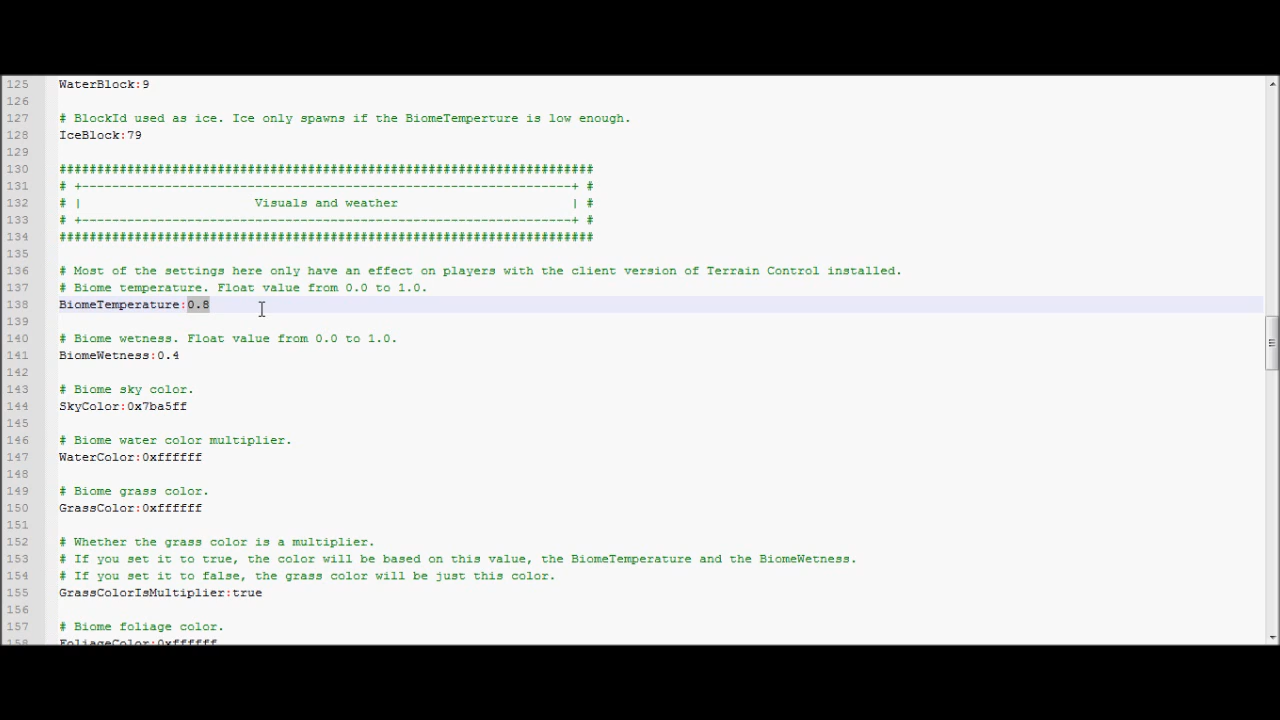 125 WaterBlock:9
126
127 # BlockId used as ice. Ice only spawns if the BiomeTemperture is low enough.
128 IceBlock:79
129
130 #######################################################################
131 # +-----------------------------------------------------------------+ #
132 # | Visuals and weather | #
133 # +-----------------------------------------------------------------+ #
134 #######################################################################
135
136 # Most of the settings here only have an effect on players with the client version of Terrain Control installed.
137 # Biome temperature. Float value from 0.0 to 1.0.
138 BiomeTemperature:0.8
139
140 # Biome wetness. Float value from 0.0 to 1.0.
141 BiomeWetness:0.4
142
143 # Biome sky color.
144 SkyColor:0x7ba5ff
145
146 # Biome water color multiplier.
147 WaterColor:0xffffff
148
149 # Biome grass color.
150 GrassColor:0xffffff
151
152 # Whether the grass color is a multiplier.
153 # If you set it to true, the color will be based on this value, the BiomeTemperature and the BiomeWetness.
154 # If you set it to false, the grass color will be just this color.
155 GrassColorIsMultiplier:true
156
157 # Biome foliage color.
158 FoliageColor:0xffffff